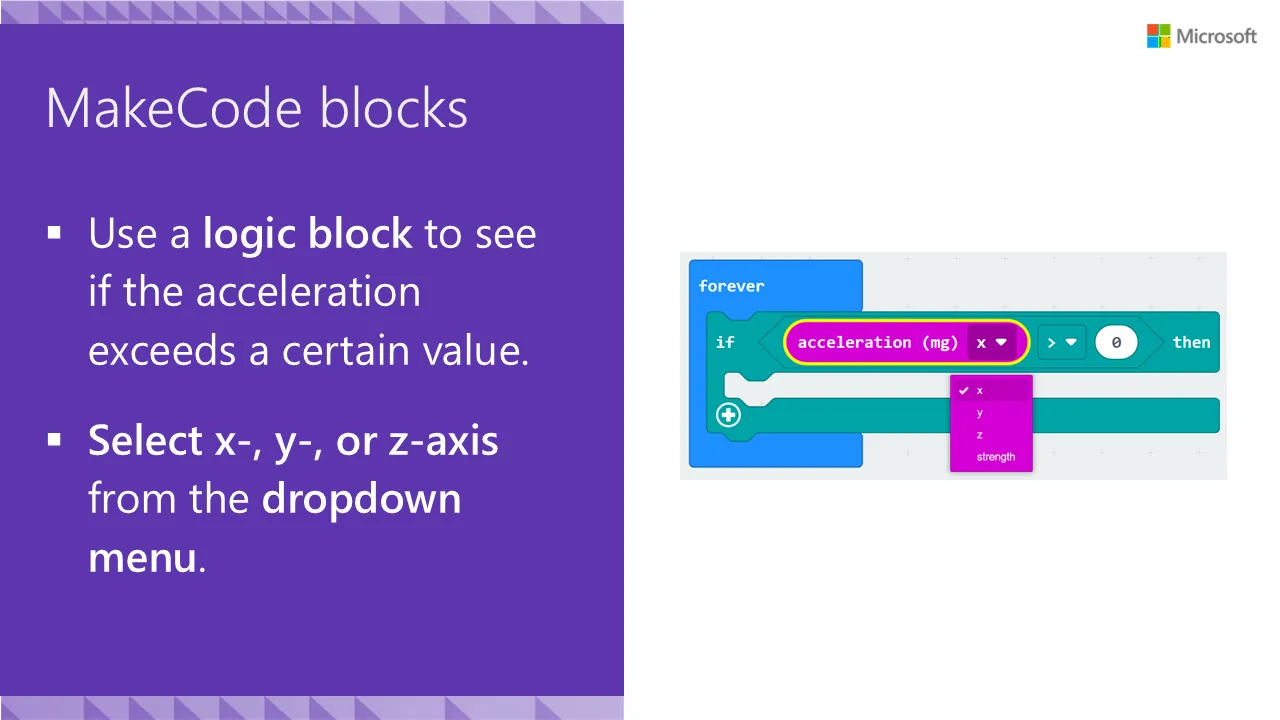 Microsoft
MakeCode blocks
▪ Use a logic block to see
if the acceleration
exceeds a certain value.
▪ Select x-, y-, or z-axis
from the dropdown
menu.
forever
if acceleration (mg) x > 0 then
x
y
z
strength